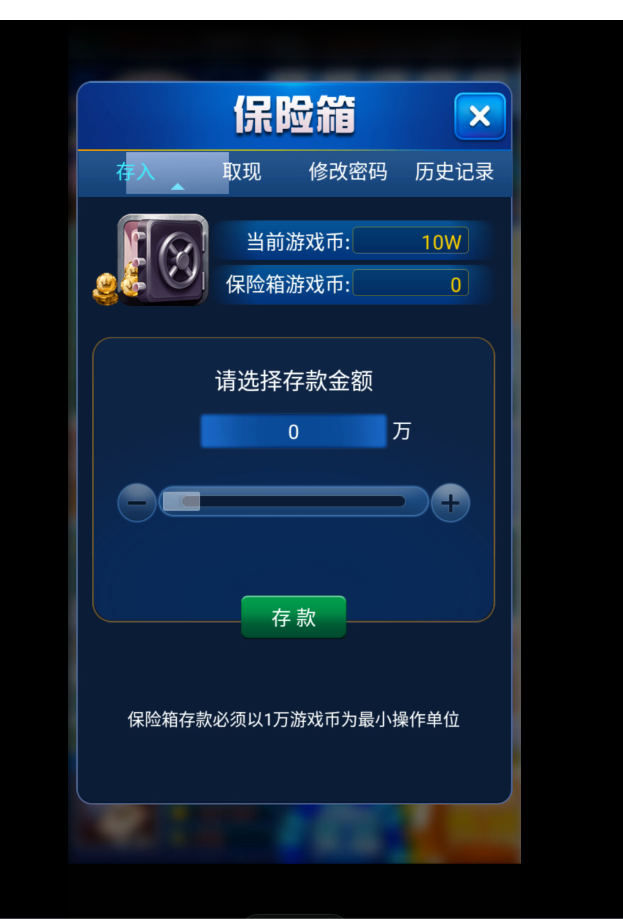 保险箱
存入 取现 修改密码 历史记录
当前游戏币: 10W
保险箱游戏币: 0
请选择存款金额
0 万
存款
保险箱存款必须以1万游戏币为最小操作单位